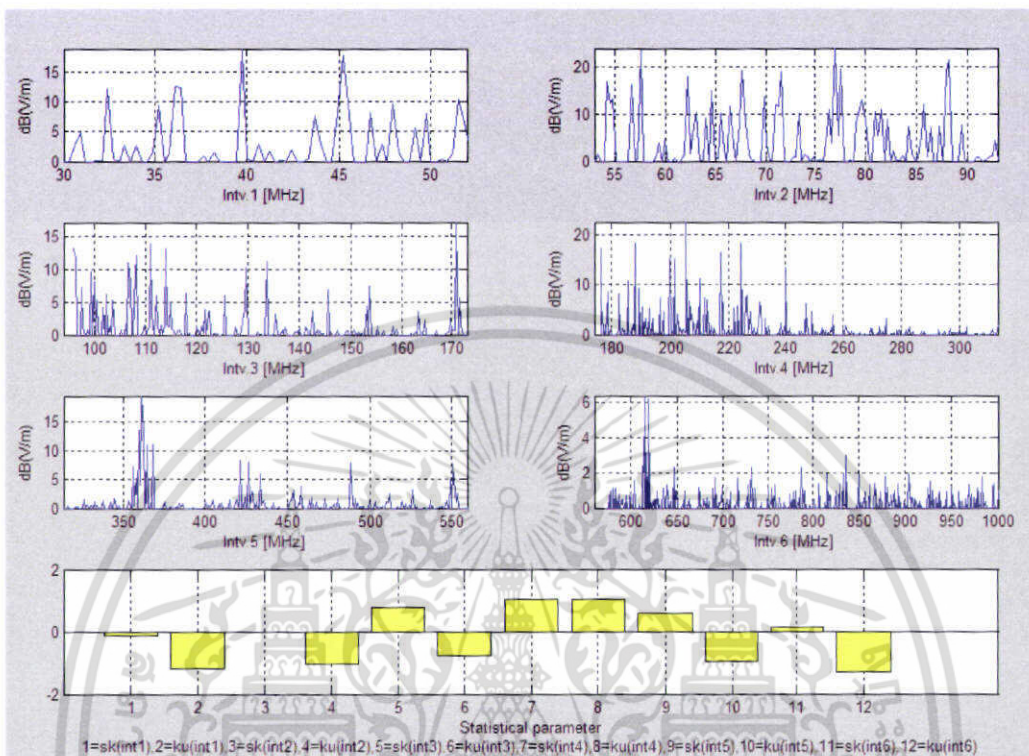 dB(V/m)
15
10
5
0
30 35 40 45 50
Intv.1 [MHz]
dB(V/m)
20
10
0
55 60 65 70 75 80 85 90
Intv.2 [MHz]
dB(V/m)
15
10
5
0
100 110 120 130 140 150 160 170
Intv.3 [MHz]
dB(V/m)
20
10
0
180 200 220 240 260 280 300
Intv.4 [MHz]
dB(V/m)
15
10
5
0
350 400 450 500 550
Intv.5 [MHz]
dB(V/m)
6
4
2
0
600 650 700 750 800 850 900 950 1000
Intv.6 [MHz]
2
0
-2
1 2 3 4 5 6 7 8 9 10 11 12
Statistical parameter
1=sk(int1),2=ku(int1),3=sk(int2),4=ku(int2),5=sk(int3),6=ku(int3),7=sk(int4),8=ku(int4),9=sk(int5),10=ku(int5),11=sk(int6),12=ku(int6)